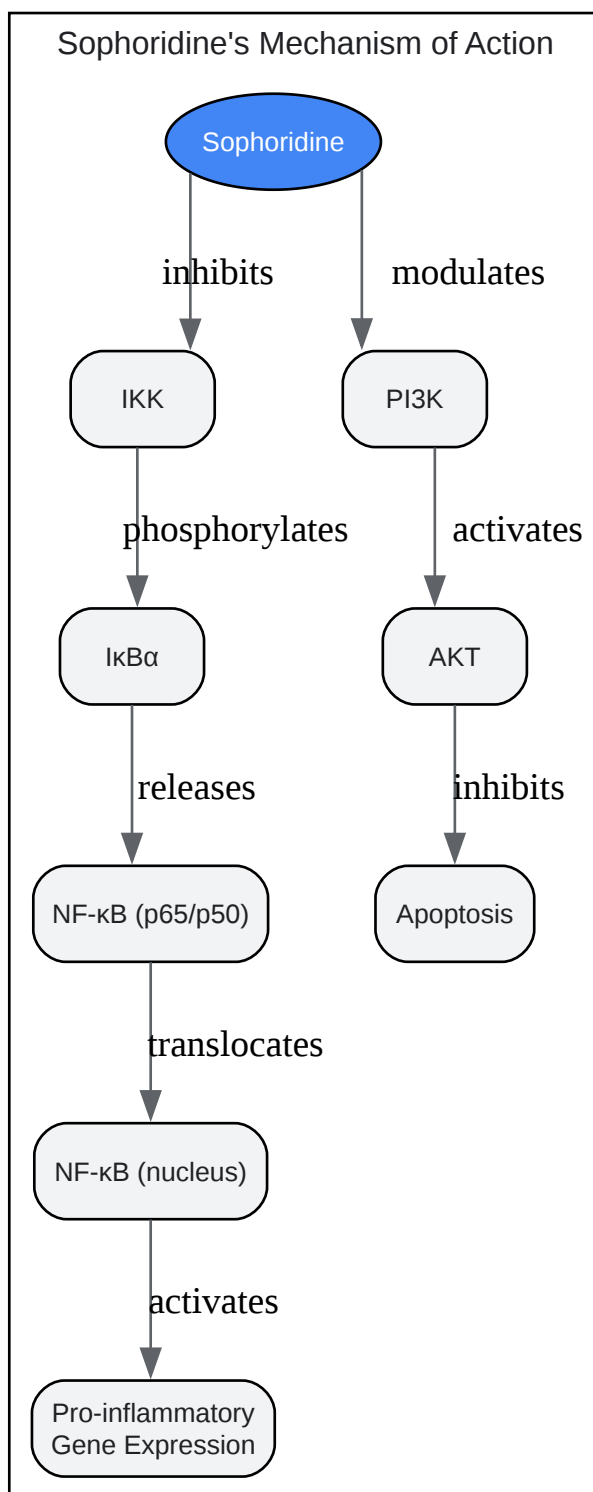 Sophoridine's Mechanism of Action
Sophoridine
inhibits
modulates
IKK
PI3K
phosphorylates
activates
IκBα
AKT
releases
inhibits
NF-κB (p65/p50)
Apoptosis
translocates
NF-κB (nucleus)
activates
Pro-inflammatory
Gene Expression